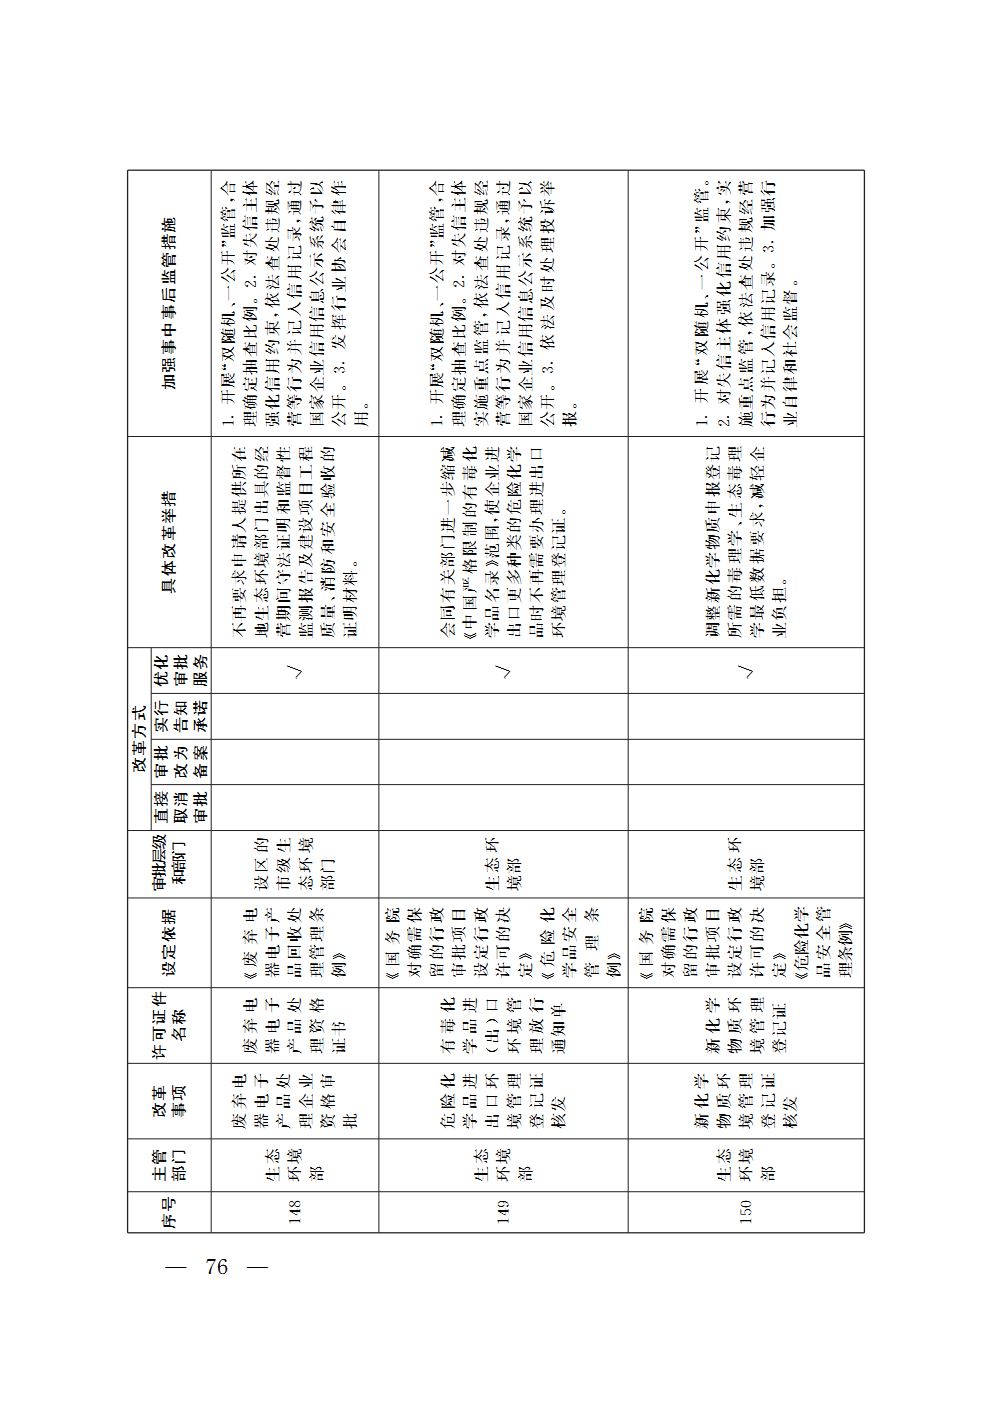 序号
主管
部门
改革
事项
许可证件
名称
设定依据
审批层级
和部门
改革方式
直接
取消
审批
审批
改为
备案
实行
告知
承诺
优化
审批
服务
具体改革举措
加强事中事后监管措施
148
生态
环境
部
废弃电
器电子
产品处
理企业
资格审
批
废弃电
器电子
产品处
理资格
证书
《废弃电
器电子产
品回收处
理管理条
例》
设区的
市级生
态环境
部门
√
不再要求申请人提供所在
地生态环境部门出具的经
营期间守法证明和监督性
监测报告及建设项目工程
质量、消防和安全验收的
证明材料。
1. 开展“双随机、一公开”监管,合
理确定抽查比例。2. 对失信主体
强化信用约束,依法查处违规经
营等行为并记入信用记录,通过
国家企业信用信息公示系统予以
公开。3. 发挥行业协会自律作
用。
149
生态
环境
部
危险化
学品进
出口环
境管理
登记证
核发
有毒化
学品进
(出)口
环境管
理放行
通知单
《国务院
对确需保
留的行政
审批项目
设定行政
许可的决
定》
《危险化
学品安全
管理条
例》
生态环
境部
√
会同有关部门进一步缩减
《中国严格限制的有毒化
学品名录》范围,使企业进
出口更多种类的危险化学
品时不再需要办理进出口
环境管理登记证。
1. 开展“双随机、一公开”监管,合
理确定抽查比例。2. 对失信主体
实施重点监管,依法查处违规经
营等行为并记入信用记录,通过
国家企业信用信息公示系统予以
公开。3. 依法及时处理投诉举
报。
150
生态
环境
部
新化学
物质环
境管理
登记证
核发
新化学
物质环
境管理
登记证
《国务院
对确需保
留的行政
审批项目
设定行政
许可的决
定》
《危险化学
品安全管
理条例》
生态环
境部
√
调整新化学物质申报登记
所需的毒理学、生态毒理
学最低数据要求,减轻企
业负担。
1. 开展“双随机、一公开”监管。
2. 对失信主体强化信用约束,实
施重点监管,依法查处违规经营
行为并记入信用记录。3. 加强行
业自律和社会监督。
— 76 —